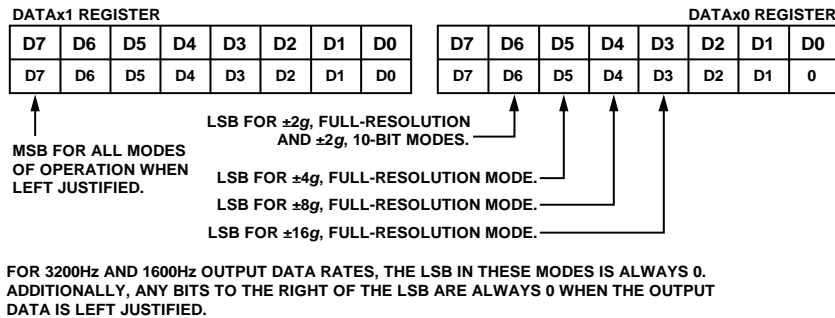 DATAx1 REGISTER
DATAx0 REGISTER
D7 D6 D5 D4 D3 D2 D1 D0
D7 D6 D5 D4 D3 D2 D1 D0
D7 D6 D5 D4 D3 D2 D1 D0
D7 D6 D5 D4 D3 D2 D1 0
MSB FOR ALL MODES
OF OPERATION WHEN
LEFT JUSTIFIED.
LSB FOR ±2g, FULL-RESOLUTION
AND ±2g, 10-BIT MODES.
LSB FOR ±4g, FULL-RESOLUTION MODE.
LSB FOR ±8g, FULL-RESOLUTION MODE.
LSB FOR ±16g, FULL-RESOLUTION MODE.
FOR 3200Hz AND 1600Hz OUTPUT DATA RATES, THE LSB IN THESE MODES IS ALWAYS 0.
ADDITIONALLY, ANY BITS TO THE RIGHT OF THE LSB ARE ALWAYS 0 WHEN THE OUTPUT
DATA IS LEFT JUSTIFIED.